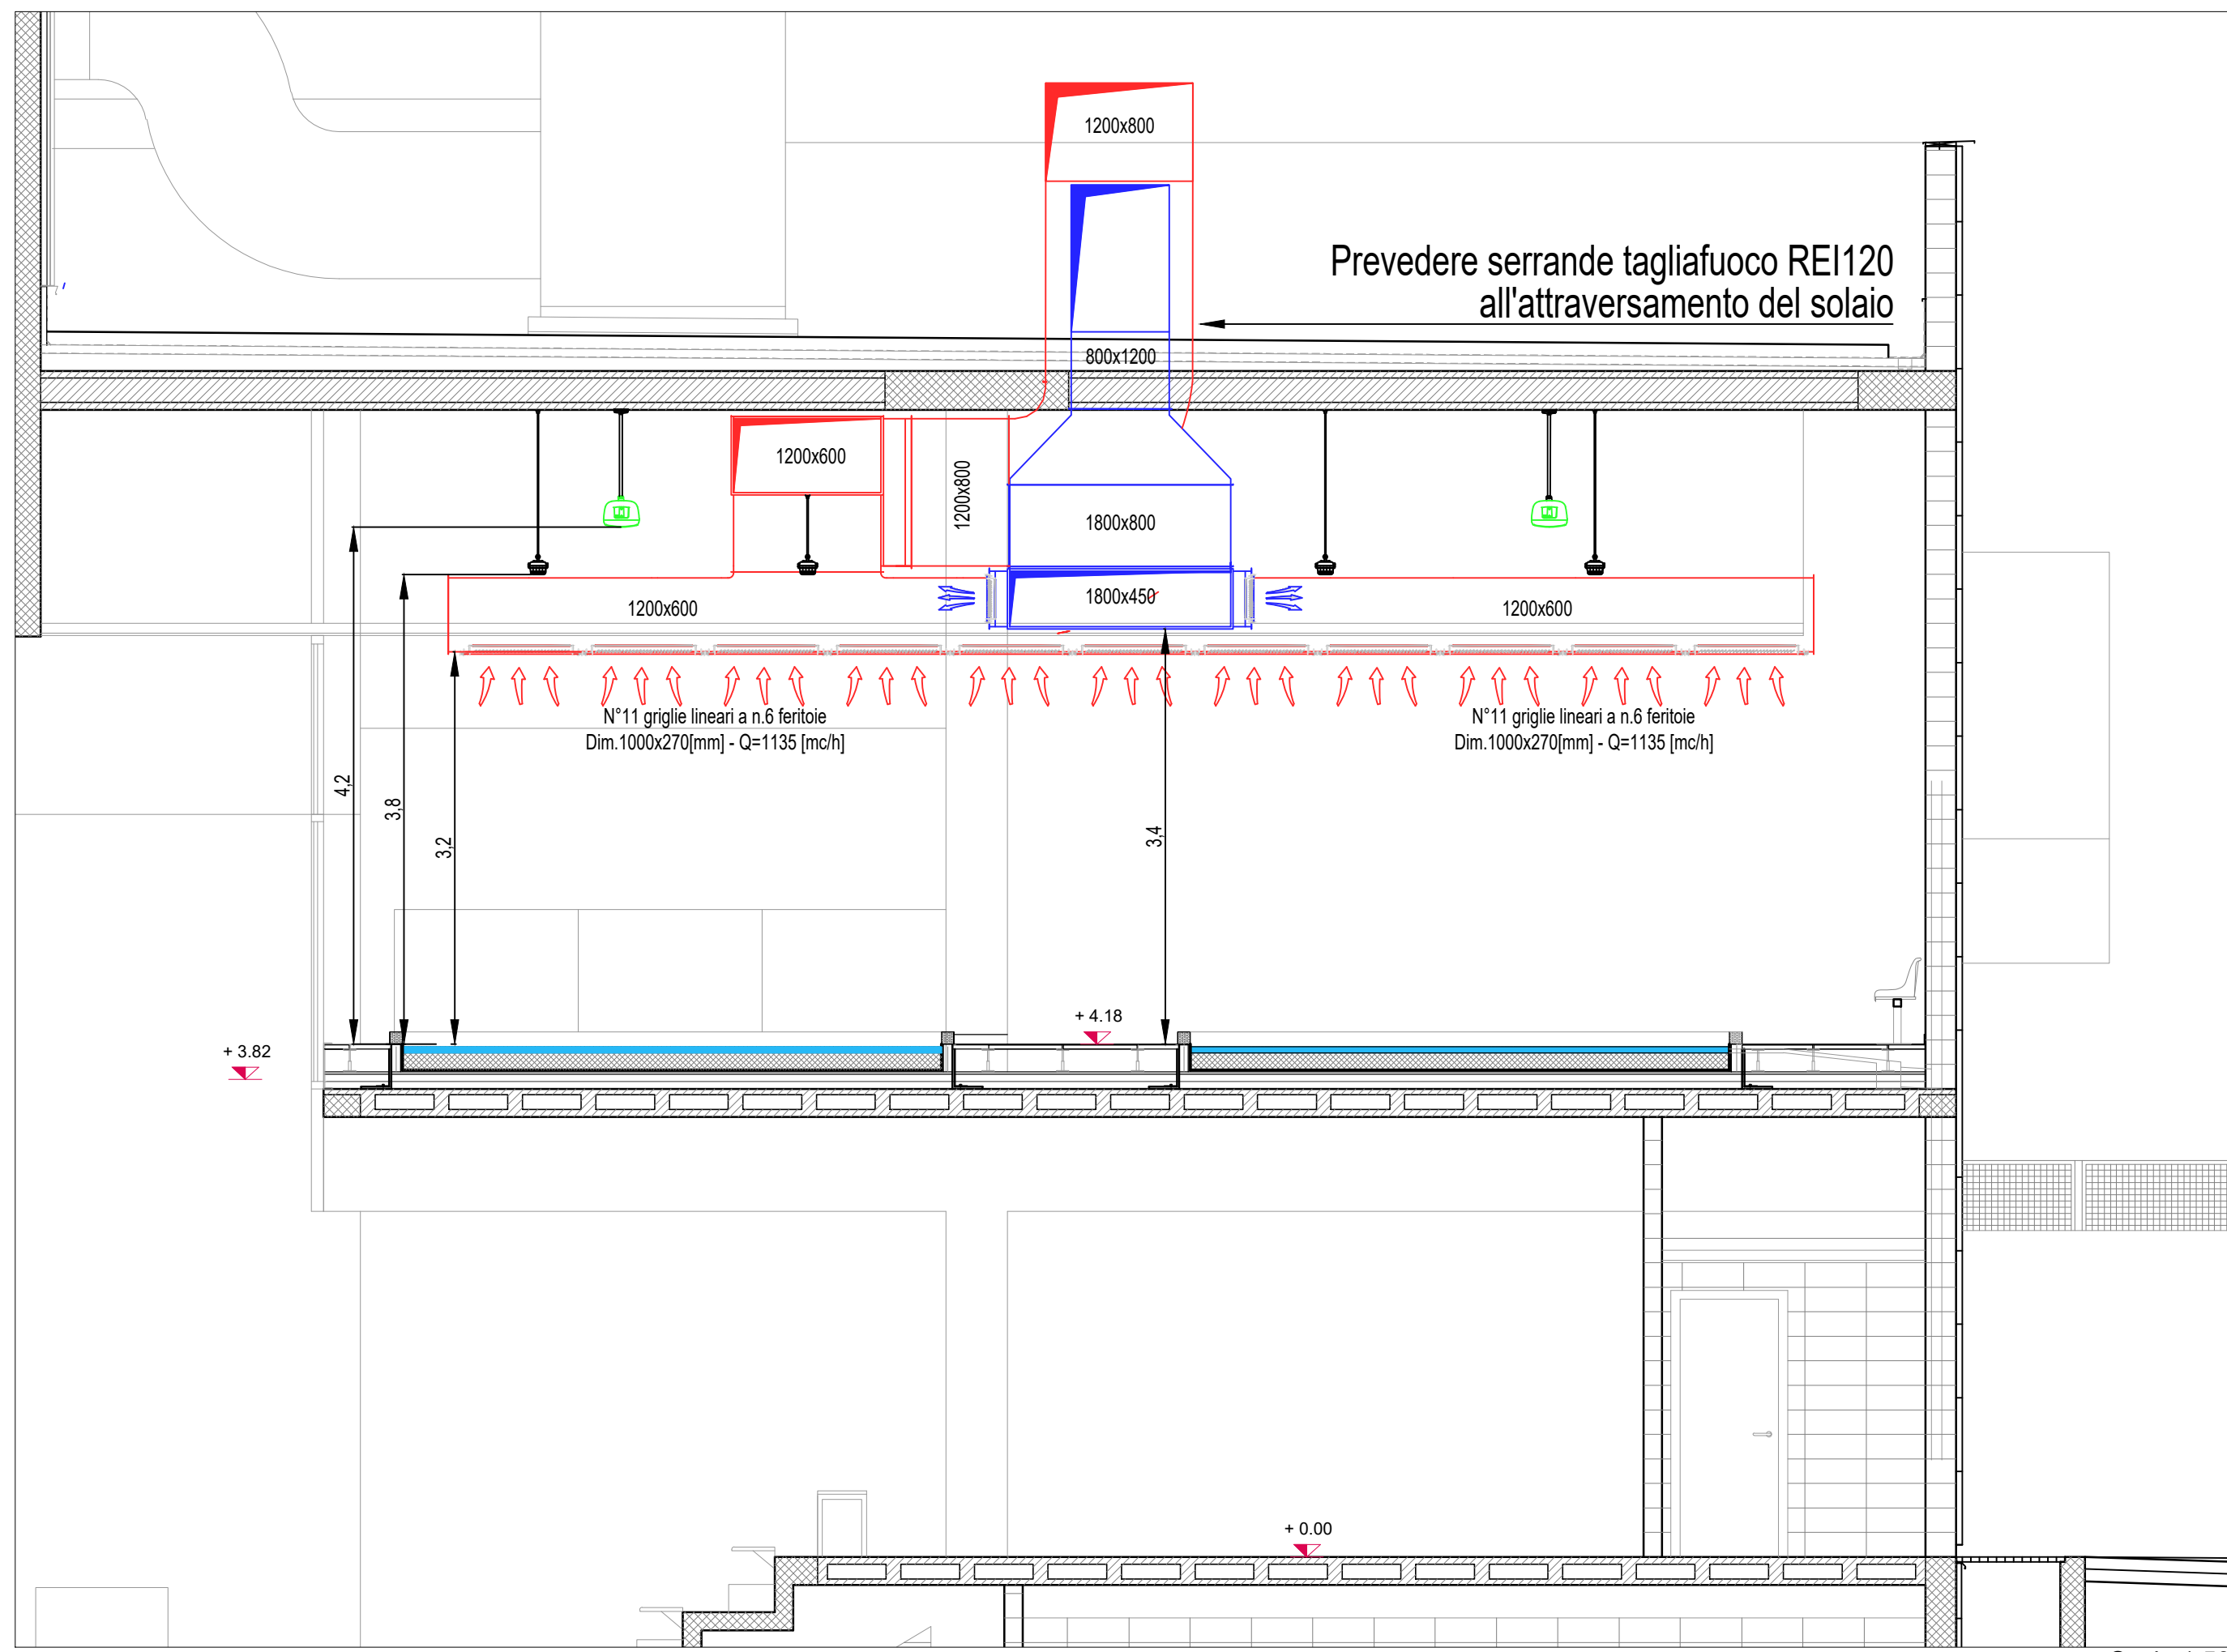 1200x800
Prevedere serrande tagliafuoco REI120
all'attraversamento del solaio
800x1200
1200x600
1200x800
1800x800
1800x450
1200x600
1200x600
N°11 griglie lineari a n.6 feritoie
Dim.1000x270[mm] - Q=1135 [mc/h]
N°11 griglie lineari a n.6 feritoie
Dim.1000x270[mm] - Q=1135 [mc/h]
4,2
3,8
3,2
3,4
+ 4.18
+ 3.82
+ 0.00